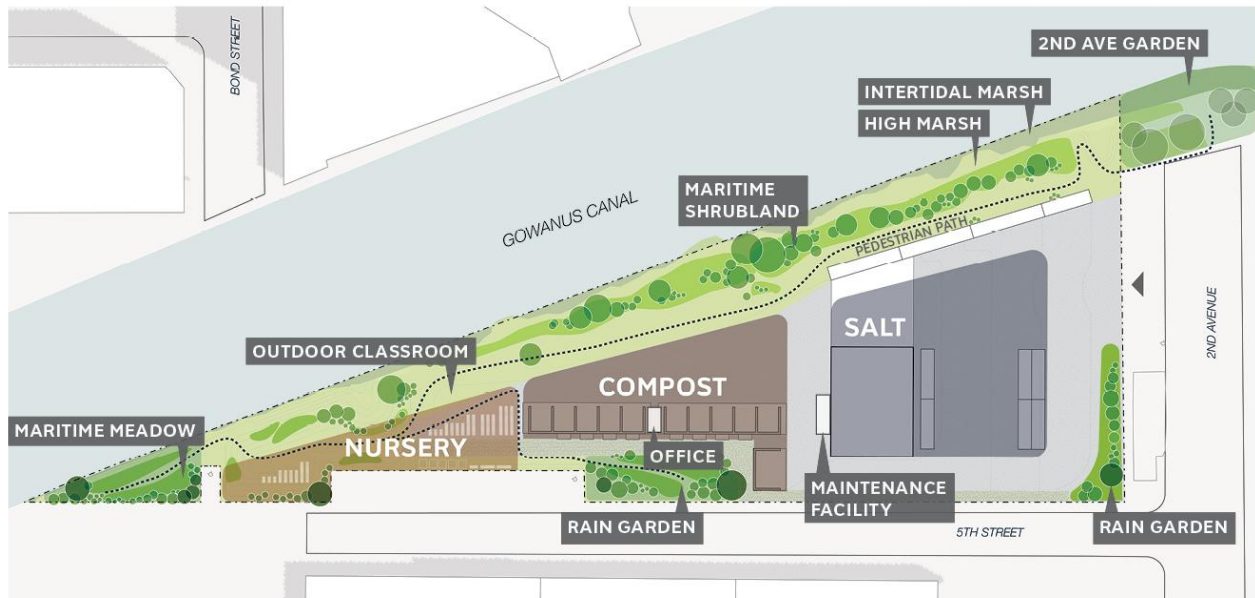 BOND STREET
2ND AVE GARDEN
INTERTIDAL MARSH
HIGH MARSH
MARITIME
SHRUBLAND
GOWANUS CANAL
PEDESTRIAN PATH
SALT
2ND AVENUE
OUTDOOR CLASSROOM
COMPOST
MARITIME MEADOW
NURSERY
OFFICE
MAINTENANCE
FACILITY
RAIN GARDEN
RAIN GARDEN
5TH STREET